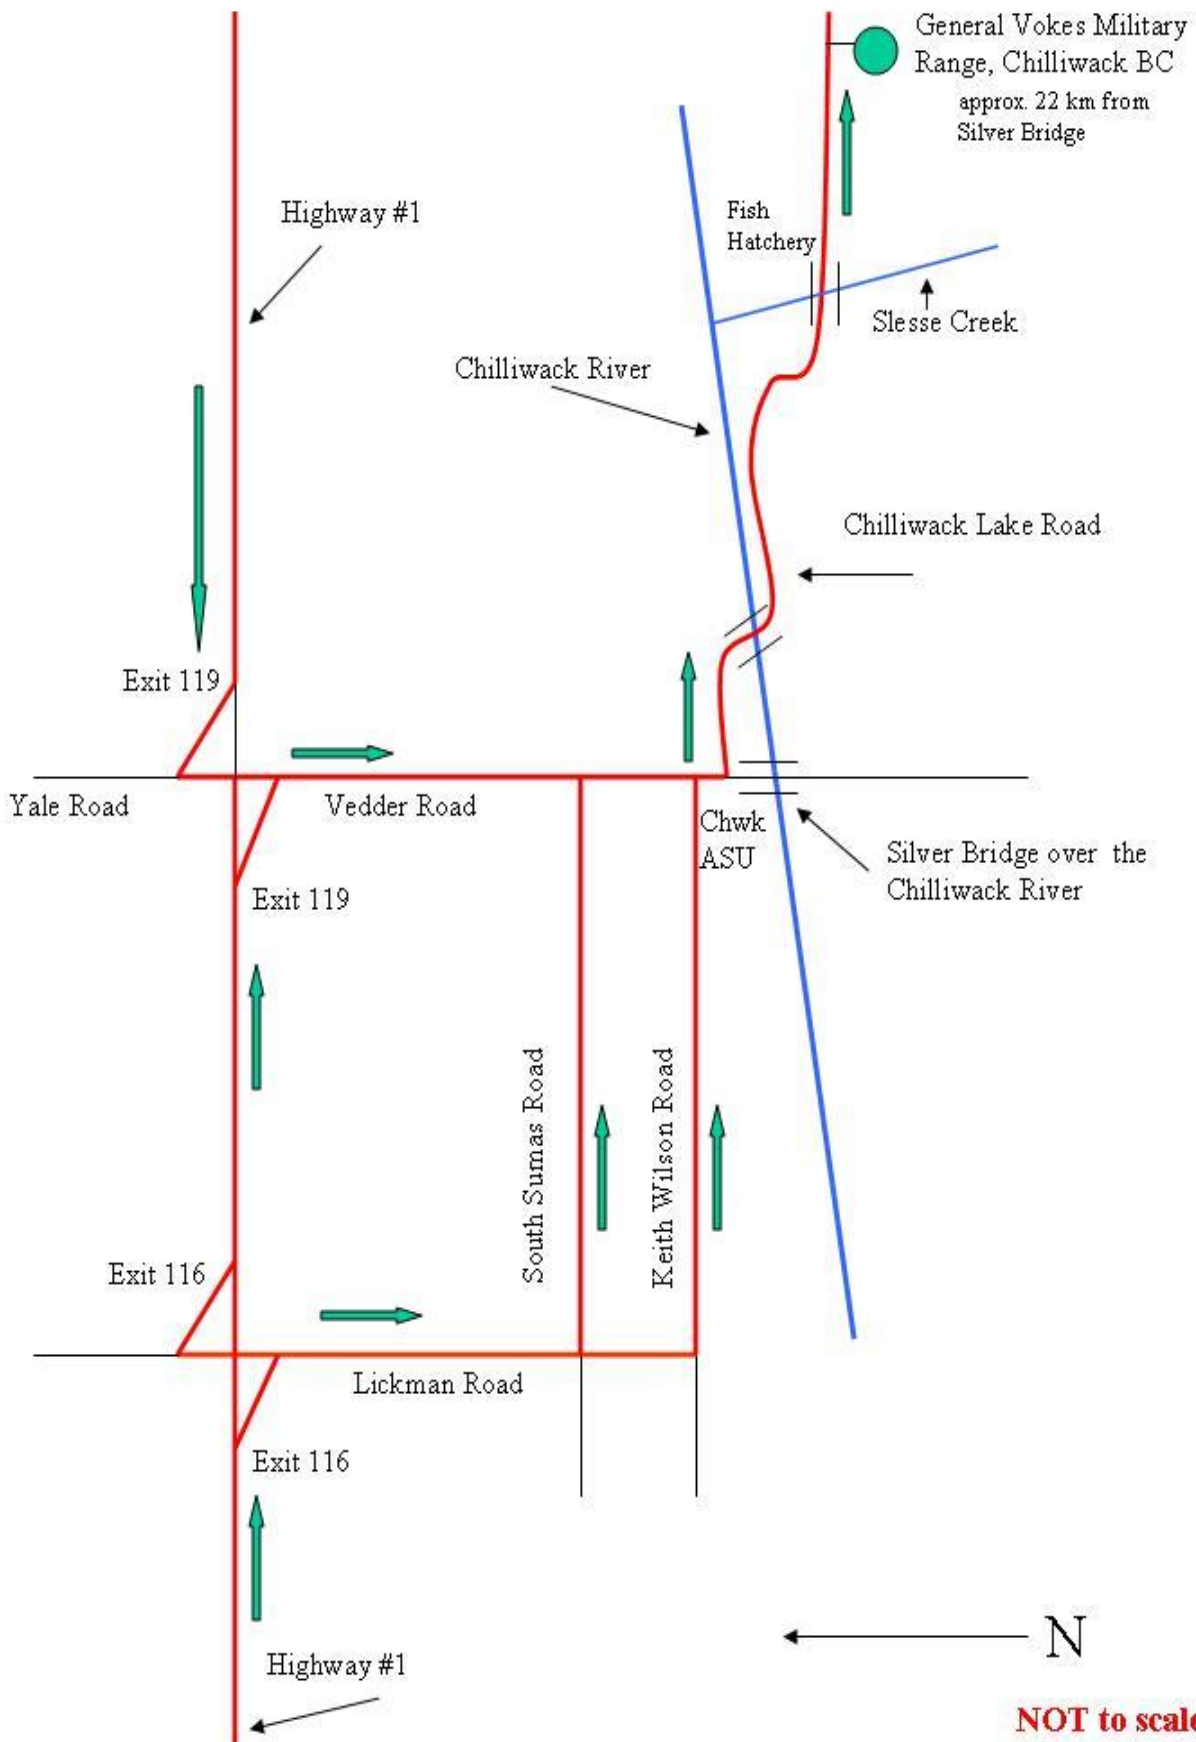 General Vokes Military
Range, Chilliwack BC
approx. 22 km from
Silver Bridge
Highway #1
Fish
Hatchery
Slesse Creek
Chilliwack River
Chilliwack Lake Road
Exit 119
Yale Road
Vedder Road
Chwk
ASU
Silver Bridge over the
Chilliwack River
Exit 119
South Sumas Road
Keith Wilson Road
Exit 116
Lickman Road
Exit 116
N
Highway #1
NOT to scale